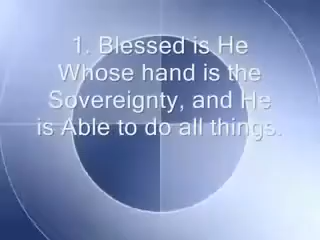 1. Blessed is He
Whose hand is the
Sovereignty, and He
is Able to do all things.